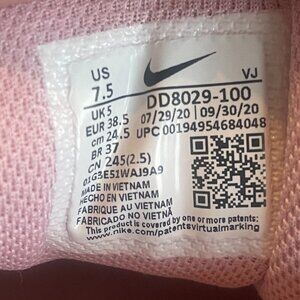 US
7.5
VJ
UK 5
DD8029-100
EUR 38.5
07/29/20 09/30/20
cm 24.5
UPC 00194954684048
BR 37
CN 245(2.5)
01G3E51WAJ9A9
MADE IN VIETNAM
HECHO EN VIETNAM
FABRIQUE AU VIETNAM
FABRICADO NO VIETNÃ
This product is covered by one or more patents:
www.nike.com/patentsvirtualmarking